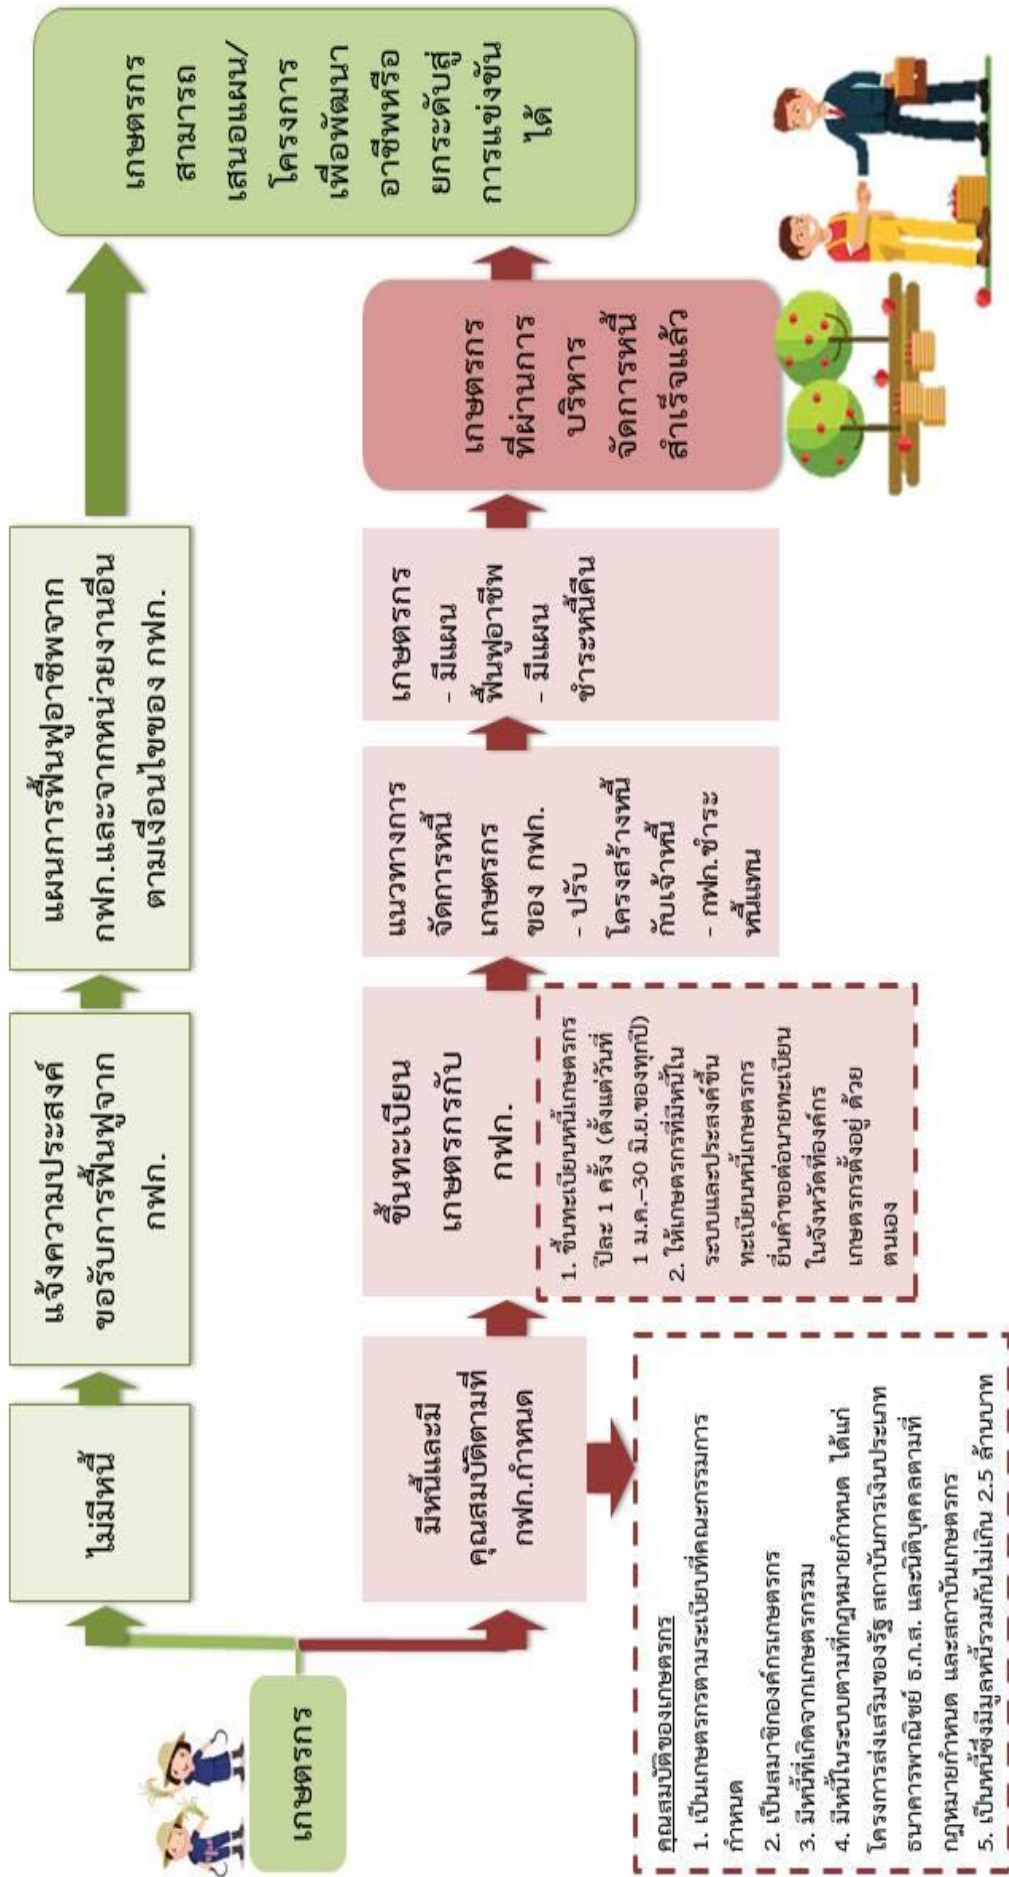 เกษตรกร
ไม่มีหนี้
แจ้งความประสงค์
ขอรับการฟื้นฟูจาก
กฟก.
แผนการฟื้นฟูอาชีพจาก
กฟก.และจากหน่วยงานอื่น
ตามเงื่อนไขของ กฟก.
เกษตรกร
สามารถ
เสนอแผน/
โครงการ
เพื่อพัฒนา
อาชีพหรือ
ยกระดับสู่
การแข่งขัน
ได้
มีหนี้และมี
คุณสมบัติตามที่
กฟก.กำหนด
ขึ้นทะเบียน
เกษตรกรกับ
กฟก.
1. ขึ้นทะเบียนหนี้เกษตรกร
ปีละ 1 ครั้ง (ตั้งแต่วันที่
1 ม.ค.–30 มิ.ย.ของทุกปี)
2. ให้เกษตรกรที่มีหนี้ใน
ระบบและประสงค์ขึ้น
ทะเบียนหนี้เกษตรกร
ยื่นคำขอต่อนายทะเบียน
ในจังหวัดที่องค์กร
เกษตรกรตั้งอยู่ ด้วย
ตนเอง
แนวทางการ
จัดการหนี้
เกษตรกร
ของ กฟก.
- ปรับ
โครงสร้างหนี้
กับเจ้าหนี้
- กฟก.ชำระ
หนี้แทน
เกษตรกร
- มีแผน
ฟื้นฟูอาชีพ
- มีแผน
ชำระหนี้คืน
เกษตรกร
ที่ผ่านการ
บริหาร
จัดการหนี้
สำเร็จแล้ว
คุณสมบัติของเกษตรกร
1. เป็นเกษตรกรตามระเบียบที่คณะกรรมการ
กำหนด
2. เป็นสมาชิกองค์กรเกษตรกร
3. มีหนี้ที่เกิดจากเกษตรกรรม
4. มีหนี้ในระบบตามที่กฎหมายกำหนด ได้แก่
โครงการส่งเสริมของรัฐ สถาบันการเงินประเภท
ธนาคารพาณิชย์ ธ.ก.ส. และนิติบุคคลตามที่
กฎหมายกำหนด และสถาบันเกษตรกร
5. เป็นหนี้ซึ่งมีมูลหนี้รวมกันไม่เกิน 2.5 ล้านบาท